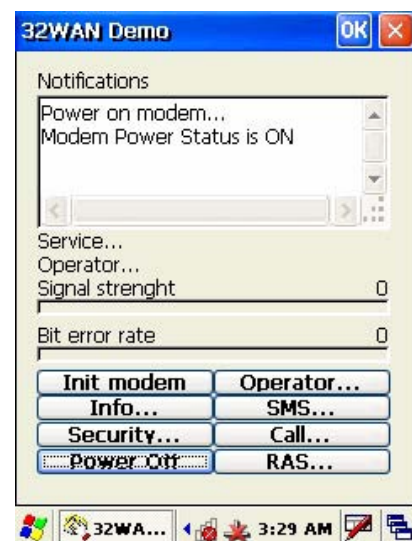 32WAN Demo OK
Notifications
Power on modem...
Modem Power Status is ON
Service...
Operator...
Signal strenght 0
Bit error rate 0
Init modem Operator...
Info... SMS...
Security... Call...
Power Off RAS...
32WA... 3:29 AM